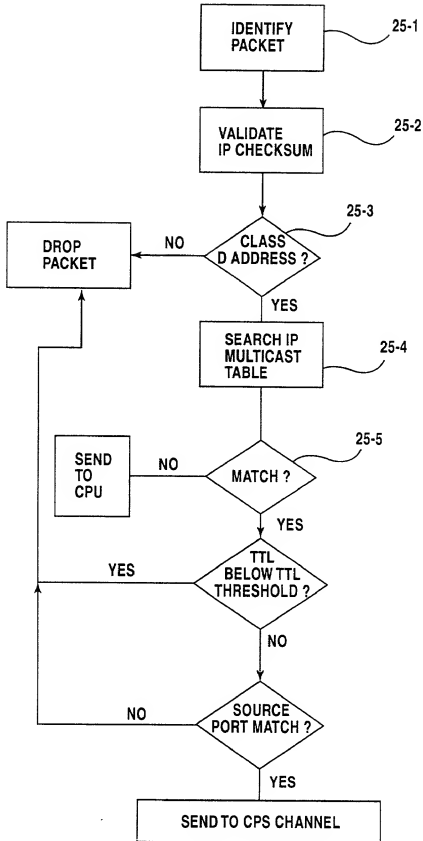 IDENTIFY
PACKET
25-1
VALIDATE
IP CHECKSUM
25-2
CLASS
D ADDRESS ?
25-3
NO
DROP
PACKET
YES
SEARCH IP
MULTICAST
TABLE
25-4
MATCH ?
25-5
NO
SEND
TO
CPU
YES
TTL
BELOW TTL
THRESHOLD ?
YES
NO
SOURCE
PORT MATCH ?
NO
YES
SEND TO CPS CHANNEL